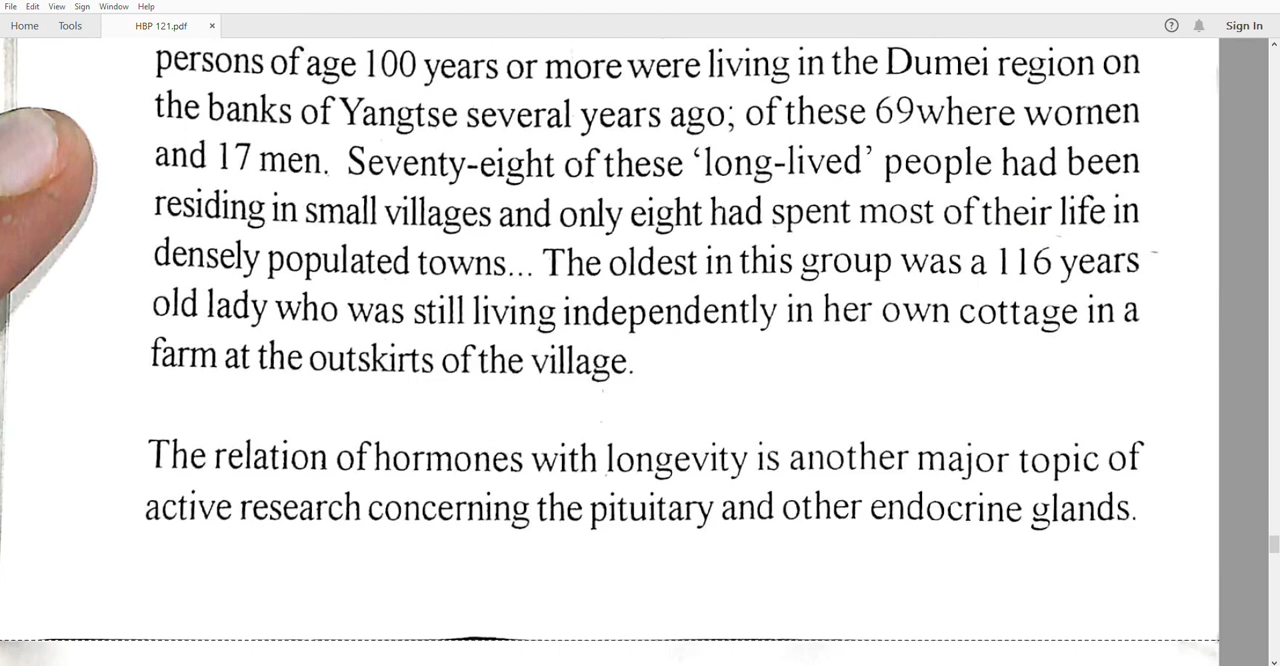 File Edit View Sign Window Help
Home Tools HBP 121.pdf × Sign In
persons of age 100 years or more were living in the Dumei region on
the banks of Yangtse several years ago; of these 69where women
and 17 men. Seventy-eight of these ‘long-lived’ people had been
residing in small villages and only eight had spent most of their life in
densely populated towns... The oldest in this group was a 116 years
old lady who was still living independently in her own cottage in a
farm at the outskirts of the village.
The relation of hormones with longevity is another major topic of
active research concerning the pituitary and other endocrine glands.